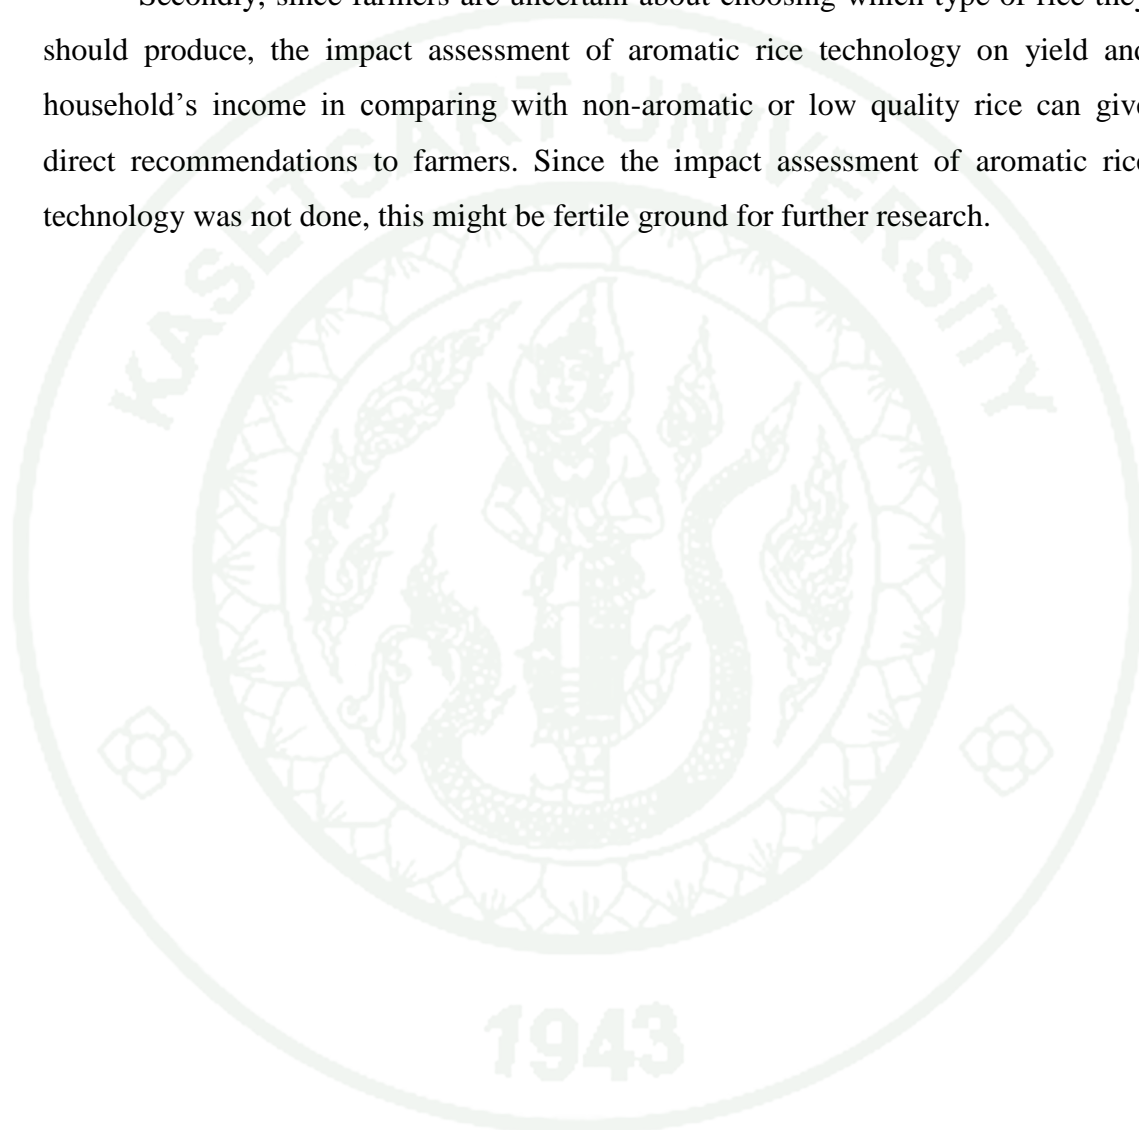 Secondly, since farmers are uncertain about choosing which type of rice they
should produce, the impact assessment of aromatic rice technology on yield and
household’s income in comparing with non-aromatic or low quality rice can give
direct recommendations to farmers. Since the impact assessment of aromatic rice
technology was not done, this might be fertile ground for further research.
KASETSART UNIVERSITY
1943